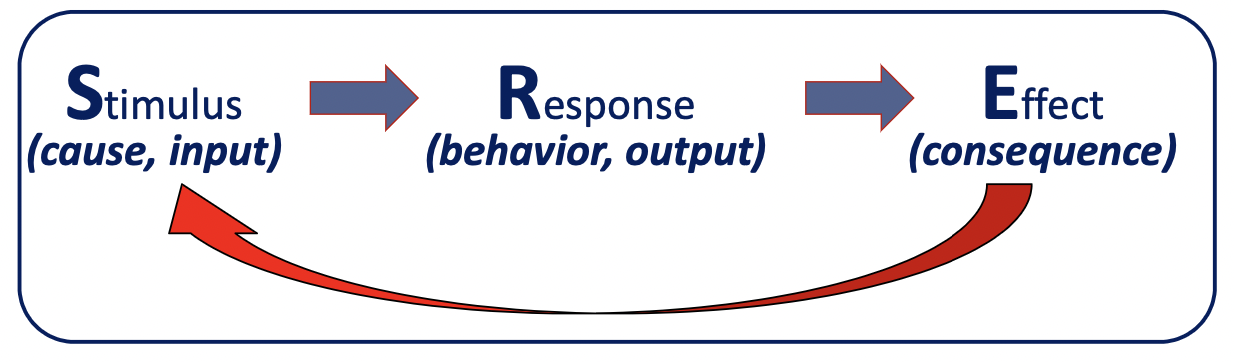 Stimulus Response Effect
(cause, input) (behavior, output) (consequence)